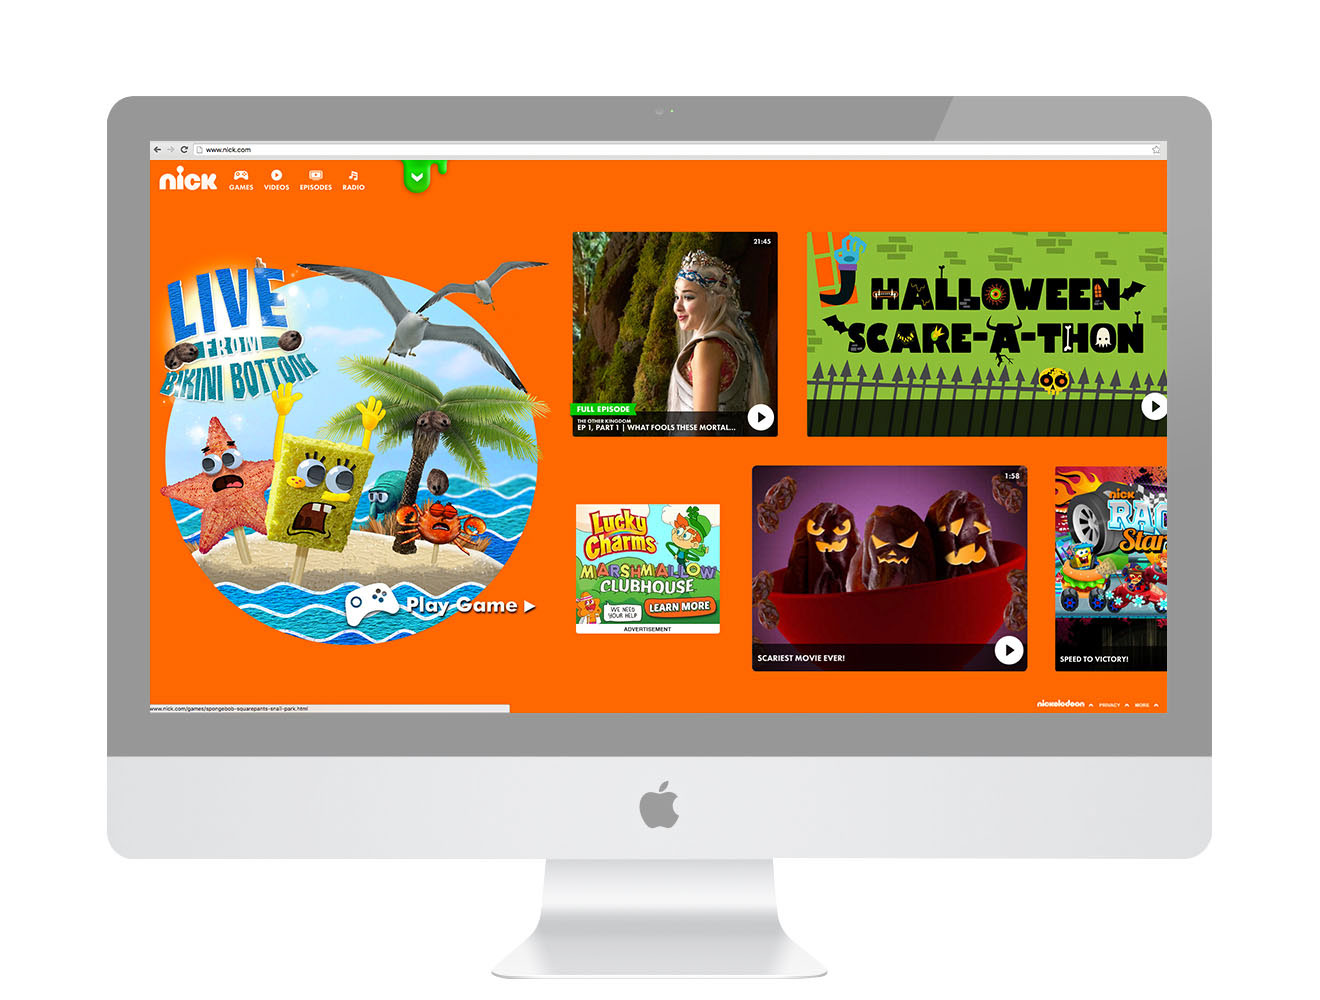 www.nick.com
nick
GAMES
VIDEOS
EPISODES
RADIO
LIVE
FROM
BIKINI BOTTOM
Play Game
21:45
FULL EPISODE
THE OTHER KINGDOM
EP 1, PART 1 | WHAT FOOLS THESE MORTAL...
HALLOWEEN
SCARE-A-THON
Lucky
Charms
MARSHMALLOW
CLUBHOUSE
WE NEED
YOUR HELP
LEARN MORE
ADVERTISEMENT
1:58
SCARIEST MOVIE EVER!
nick
SPEED TO VICTORY!
www.nick.com/games/spongebob-squarepants-snail-park.html
nickelodeon
PRIVACY
MORE